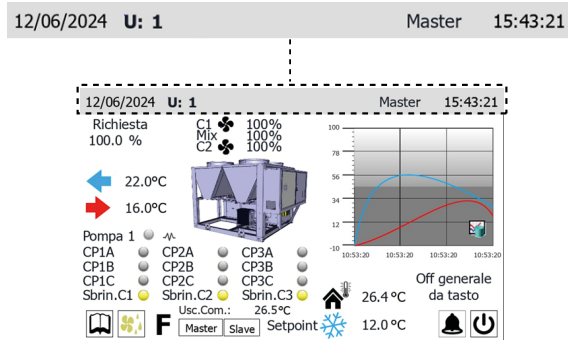 12/06/2024 U: 1 Master 15:43:21
12/06/2024 U: 1 Master 15:43:21
Richiesta
100.0 %
C1 100%
Mix 100%
C2 100%
22.0°C
16.0°C
100
78
56
34
12
-10
10:53:20 10:53:20 10:53:20 10:53:20
Pompa 1
CP1A CP2A CP3A
CP1B CP2B CP3B
CP1C CP2C CP3C
Sbrin.C1 Sbrin.C2 Sbrin.C3
Off generale
da tasto
26.4 °C
F
Usc.Com.: 26.5°C
Master Slave Setpoint 12.0 °C